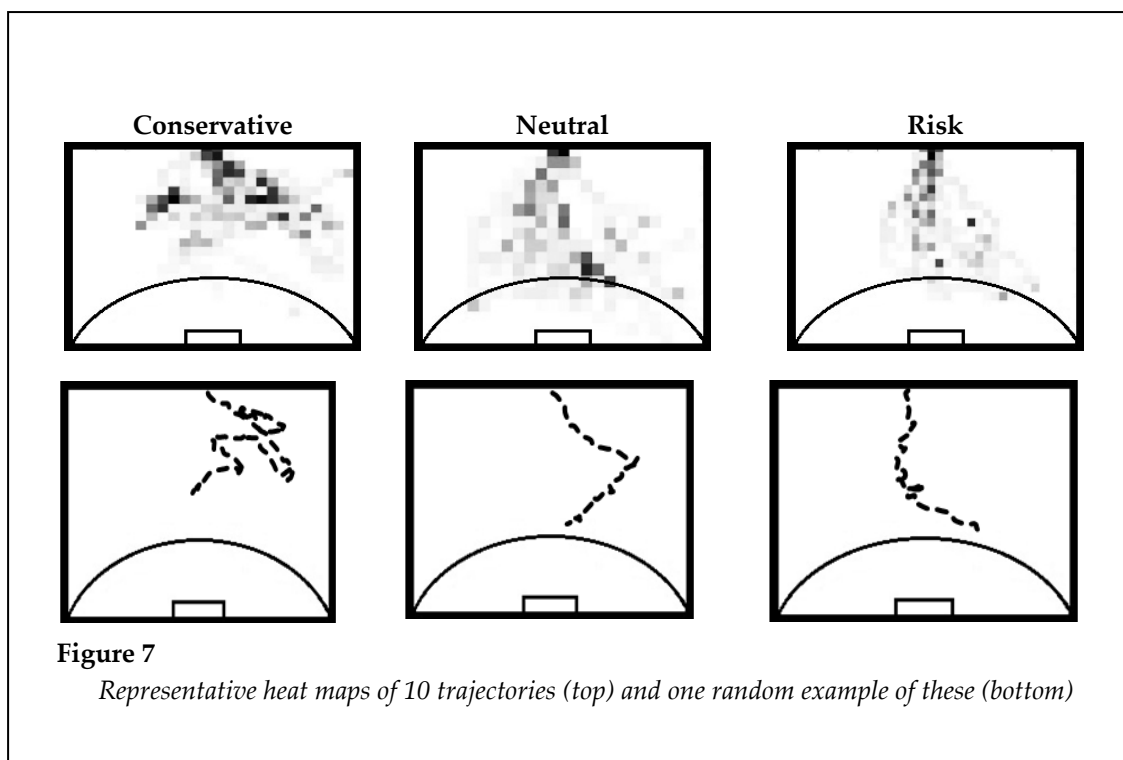 Conservative Neutral Risk
Figure 7
Representative heat maps of 10 trajectories (top) and one random example of these (bottom)